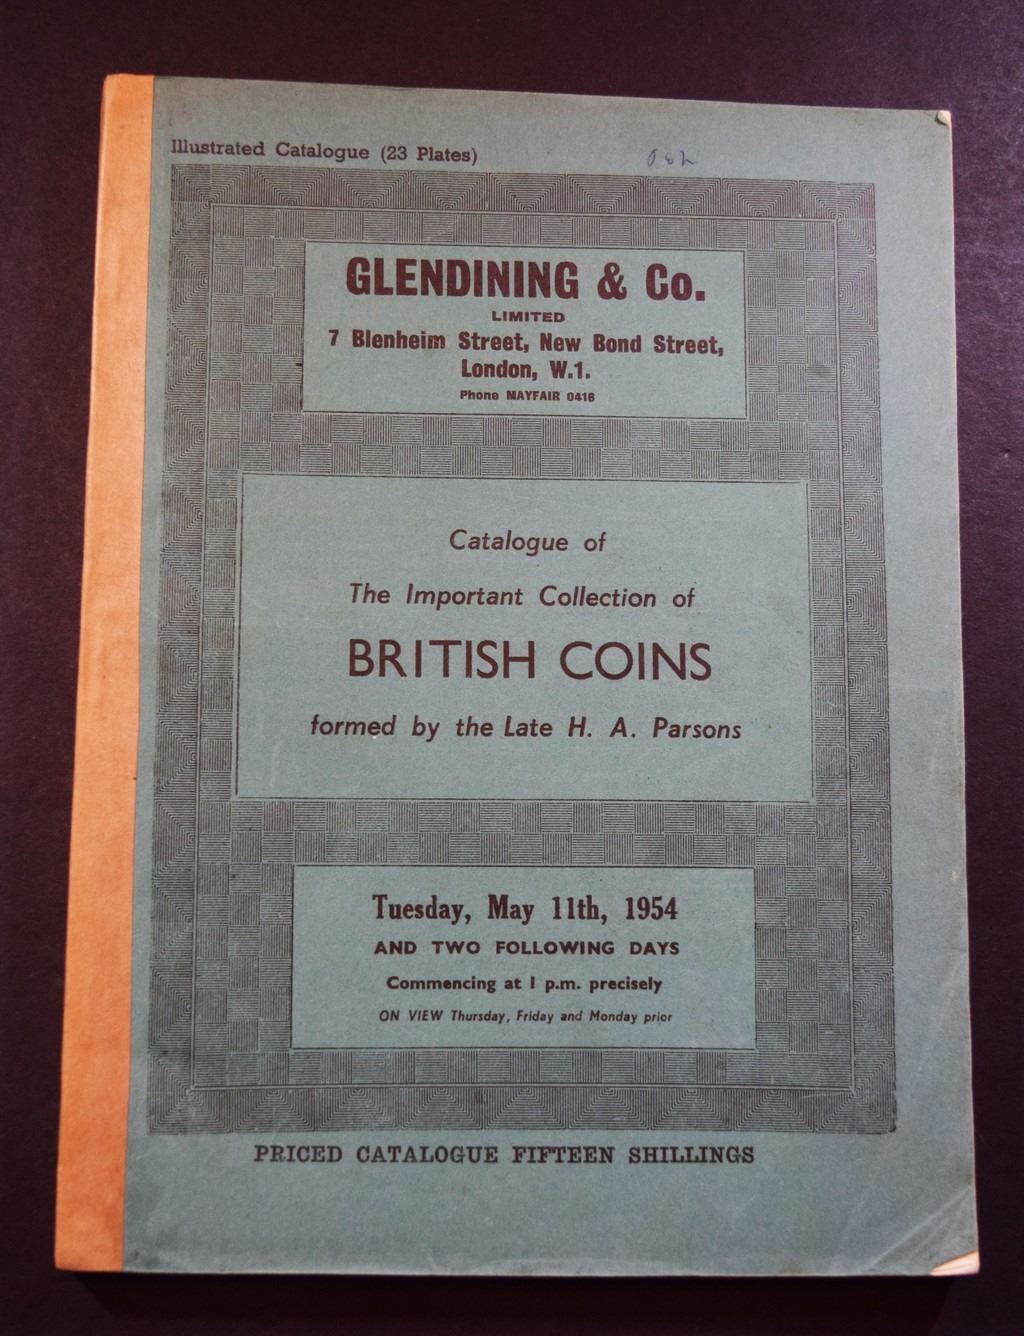 Illustrated Catalogue (23 Plates)
GLENDINING & Co.
LIMITED
7 Blenheim Street, New Bond Street,
London, W.1.
Phone MAYFAIR 0416
Catalogue of
The Important Collection of
BRITISH COINS
formed by the Late H. A. Parsons
Tuesday, May 11th, 1954
AND TWO FOLLOWING DAYS
Commencing at 1 p.m. precisely
ON VIEW Thursday, Friday and Monday prior
PRICED CATALOGUE FIFTEEN SHILLINGS